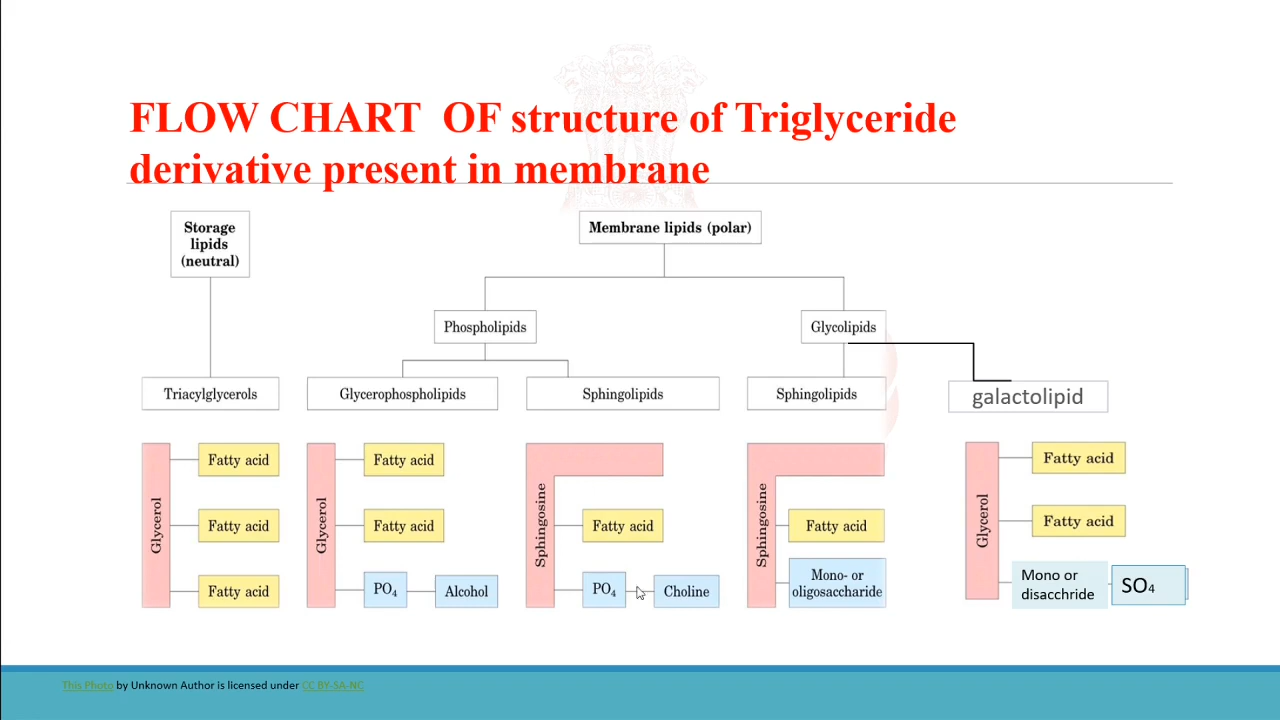 FLOW CHART OF structure of Triglyceride
derivative present in membrane
Storage
lipids
(neutral)
Membrane lipids (polar)
Phospholipids
Glycolipids
Triacylglycerols
Glycerophospholipids
Sphingolipids
Sphingolipids
galactolipid
Glycerol
Fatty acid
Fatty acid
Fatty acid
Glycerol
Fatty acid
Fatty acid
PO4
Alcohol
Sphingosine
Fatty acid
PO4
Choline
Sphingosine
Fatty acid
Mono- or
oligosaccharide
Glycerol
Fatty acid
Fatty acid
Mono or
disacchride
SO4
This Photo by Unknown Author is licensed under CC BY-SA-NC